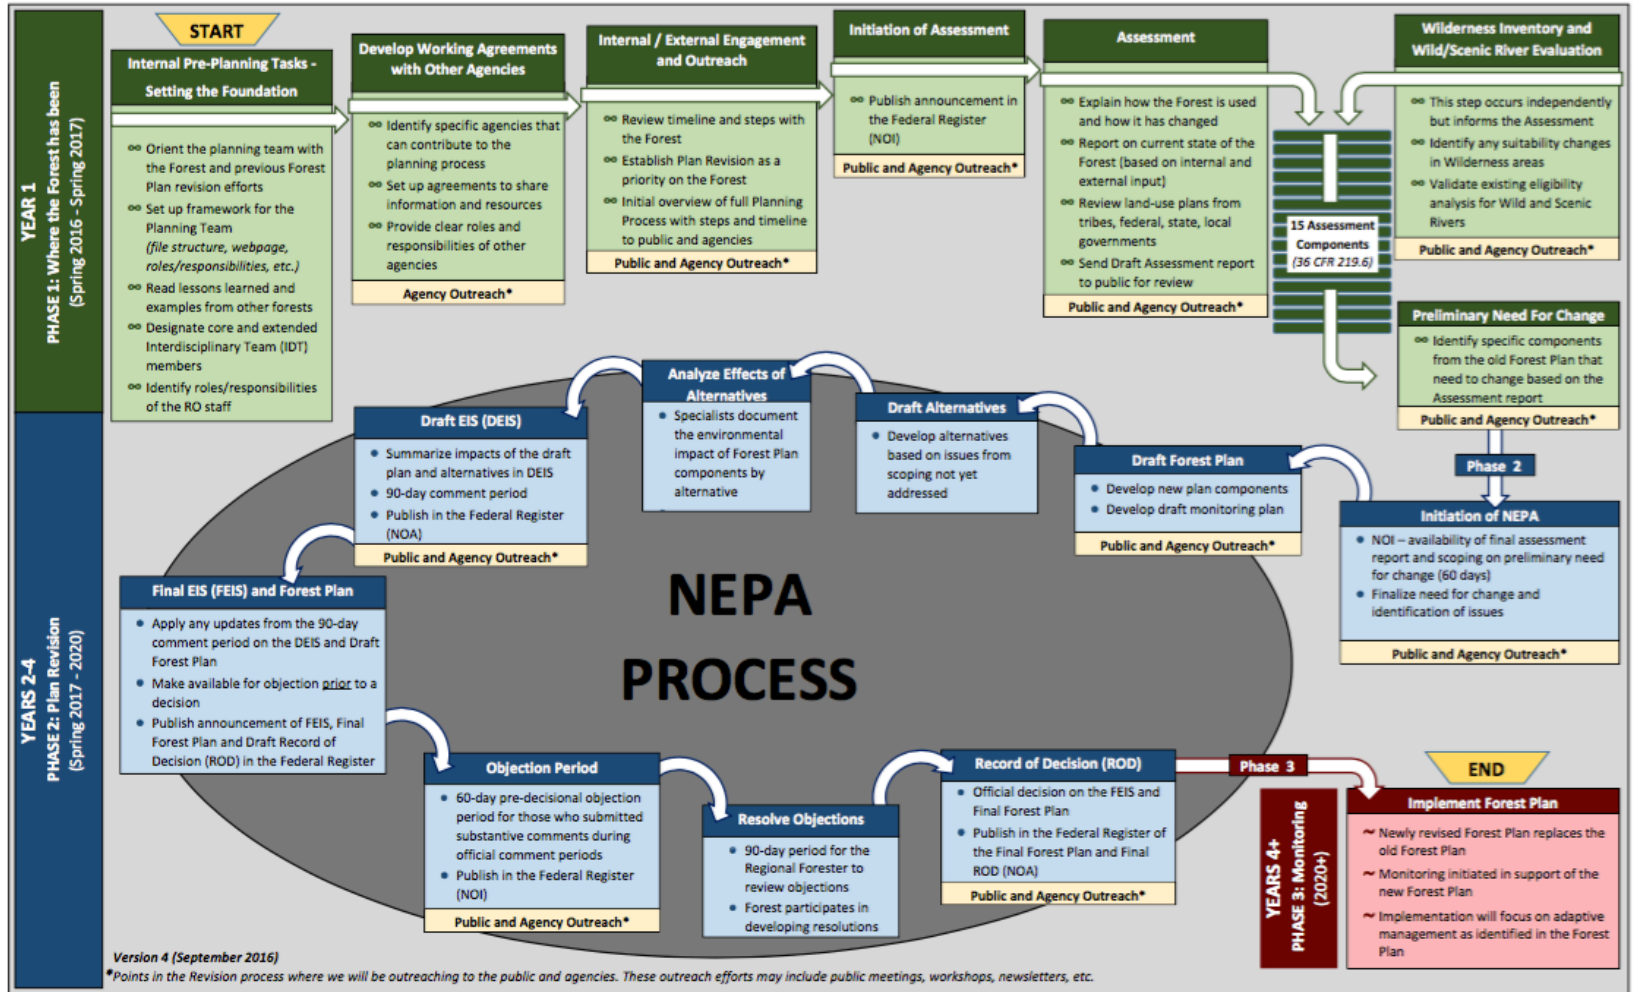 YEAR 1
PHASE 1: Where the Forest has been
(Spring 2016 - Spring 2017)
START
Internal Pre-Planning Tasks -
Setting the Foundation
Orient the planning team with
the Forest and previous Forest
Plan revision efforts
Set up framework for the
Planning Team
(file structure, webpage,
roles/responsibilities, etc.)
Read lessons learned and
examples from other forests
Designate core and extended
Interdisciplinary Team (IDT)
members
Identify roles/responsibilities
of the RO staff
Develop Working Agreements
with Other Agencies
Identify specific agencies that
can contribute to the
planning process
Set up agreements to share
information and resources
Provide clear roles and
responsibilities of other
agencies
Agency Outreach*
Internal / External Engagement
and Outreach
Review timeline and steps with
the Forest
Establish Plan Revision as a
priority on the Forest
Initial overview of full Planning
Process with steps and timeline
to public and agencies
Public and Agency Outreach*
Initiation of Assessment
Publish announcement in
the Federal Register
(NOI)
Public and Agency Outreach*
Assessment
Explain how the Forest is used
and how it has changed
Report on current state of the
Forest (based on internal and
external input)
Review land-use plans from
tribes, federal, state, local
governments
Send Draft Assessment report
to public for review
Public and Agency Outreach*
15 Assessment
Components
(36 CFR 219.6)
Wilderness Inventory and
Wild/Scenic River Evaluation
This step occurs independently
but informs the Assessment
Identify any suitability changes
in Wilderness areas
Validate existing eligibility
analysis for Wild and Scenic
Rivers
Public and Agency Outreach*
Preliminary Need For Change
Identify specific components
from the old Forest Plan that
need to change based on the
Assessment report
Public and Agency Outreach*
Phase 2
YEARS 2-4
PHASE 2: Plan Revision
(Spring 2017 - 2020)
Initiation of NEPA
NOI – availability of final assessment
report and scoping on preliminary need
for change (60 days)
Finalize need for change and
identification of issues
Public and Agency Outreach*
Draft Forest Plan
Develop new plan components
Develop draft monitoring plan
Public and Agency Outreach*
Draft Alternatives
Develop alternatives
based on issues from
scoping not yet
addressed
Analyze Effects of
Alternatives
Specialists document
the environmental
impact of Forest Plan
components by
alternative
Draft EIS (DEIS)
Summarize impacts of the draft
plan and alternatives in DEIS
90-day comment period
Publish in the Federal Register
(NOA)
Public and Agency Outreach*
NEPA
PROCESS
Final EIS (FEIS) and Forest Plan
Apply any updates from the 90-day
comment period on the DEIS and Draft
Forest Plan
Make available for objection prior to a
decision
Publish announcement of FEIS, Final
Forest Plan and Draft Record of
Decision (ROD) in the Federal Register
Objection Period
60-day pre-decisional objection
period for those who submitted
substantive comments during
official comment periods
Publish in the Federal Register
(NOI)
Public and Agency Outreach*
Resolve Objections
90-day period for the
Regional Forester to
review objections
Forest participates in
developing resolutions
Record of Decision (ROD)
Official decision on the FEIS and
Final Forest Plan
Publish in the Federal Register of
the Final Forest Plan and Final
ROD (NOA)
Public and Agency Outreach*
Phase 3
YEARS 4+
PHASE 3: Monitoring
(2020+)
END
Implement Forest Plan
Newly revised Forest Plan replaces the
old Forest Plan
Monitoring initiated in support of the
new Forest Plan
Implementation will focus on adaptive
management as identified in the Forest
Plan
Version 4 (September 2016)
*Points in the Revision process where we will be outreaching to the public and agencies. These outreach efforts may include public meetings, workshops, newsletters, etc.